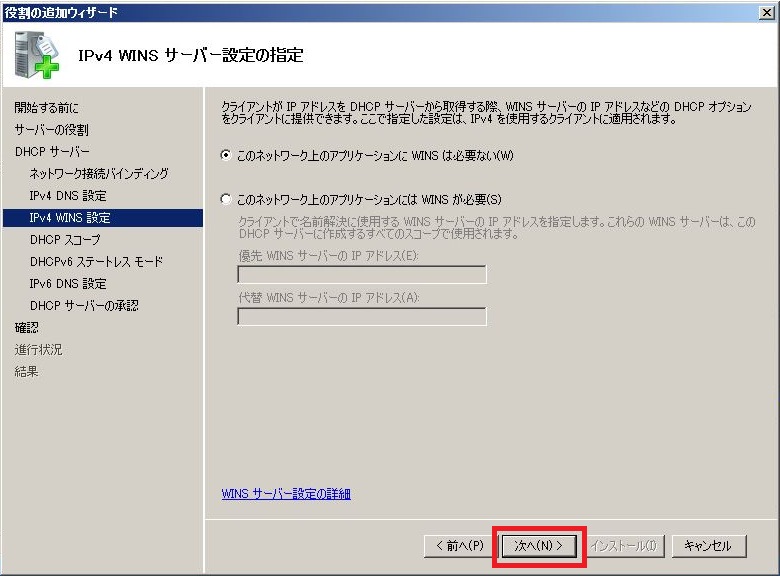 役割の追加ウィザード
IPv4 WINS サーバー設定の指定
開始する前に
サーバーの役割
DHCP サーバー
ネットワーク接続バインディング
IPv4 DNS 設定
IPv4 WINS 設定
DHCP スコープ
DHCPv6 ステートレス モード
IPv6 DNS 設定
DHCP サーバーの承認
確認
進行状況
結果
クライアントが IP アドレスを DHCP サーバーから取得する際、WINS サーバーの IP アドレスなどの DHCP オプション
をクライアントに提供できます。ここで指定した設定は、IPv4 を使用するクライアントに適用されます。
このネットワーク上のアプリケーションに WINS は必要ない(W)
このネットワーク上のアプリケーションには WINS が必要(S)
クライアントで名前解決に使用する WINS サーバーの IP アドレスを指定します。これらの WINS サーバーは、この
DHCP サーバーに作成するすべてのスコープで使用されます。
優先 WINS サーバーの IP アドレス(E):
代替 WINS サーバーの IP アドレス(A):
WINS サーバー設定の詳細
< 前へ(P)
次へ(N) >
インストール(I)
キャンセル